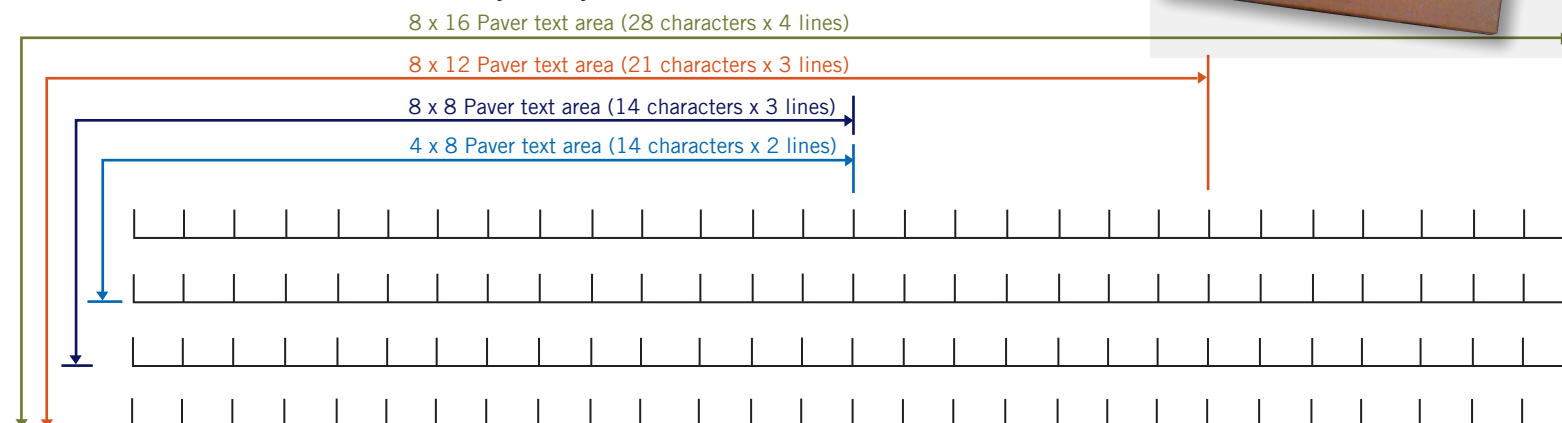 8 x 16 Paver text area (28 characters x 4 lines)
8 x 12 Paver text area (21 characters x 3 lines)
8 x 8 Paver text area (14 characters x 3 lines)
4 x 8 Paver text area (14 characters x 2 lines)